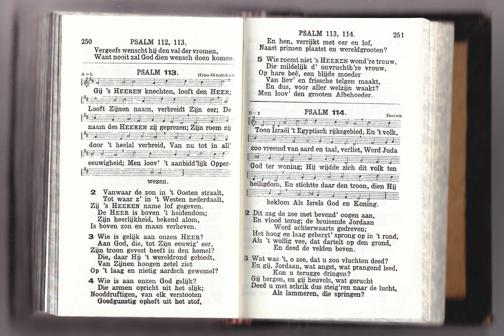 250 PSALM 112, 113.
Vergeefs wenscht hij den val der vromen,
Want nooit zal God dien wensch doen komen.
PSALM 113.
Gij 's HEEREN knechten, looft den HEER;
Looft Zijnen naam, verbreidt Zijn eer; De
naam des HEEREN zij geprezen; Zijn roem zij
door 't heelal verbreid, Van nu tot in all'
eeuwigheid; Men loov' 't aanbidd'lijk Opper-
wezen.
2 Vanwaar de zon in 't Oosten straalt,
Tot waar z' in 't Westen nederdaalt,
Zij 's HEEREN name lof gegeven.
De HEER is boven 't heidendom;
Zijn heerlijkheid, bekend alom,
Is boven zon en maan verheven.
3 Wie is gelijk aan onzen HEER?
Aan God, die, tot Zijn eeuwig' eer,
Zijn troon gevest heeft in den hemel?
Die, daar Hij 't wereldrond gebiedt,
Van Zijnen hoogen zetel ziet
Op 't laag en nietig aardsch gewemel?
4 Wie is aan onzen God gelijk?
Die armen opricht uit het slijk;
Nooddruftigen, van elk verstooten
Goedgunstig opheft uit het stof,
PSALM 113, 114. 251
En hen, verrijkt met eer en lof,
Naast prinsen plaatst en wereldgrooten?
5 Wie roemt niet 's HEEREN wond're trouw,
Die mildelijk d' onvrucht'bre vrouw,
Op hare beê, een blijde moeder
Van liev' en frissche telgen maakt,
En dus, voor aller welzijn waakt?
Men loov' den grooten Albehoeder.
PSALM 114.
D = 2 Dorisch
Toen Israël 't Egyptisch rijksgebied, En 't volk,
zoo vreemd van aard en taal, verliet, Werd Juda
God ter woning; Hij wijdde zich dit volk ten
heiligdom, En stichtte daar den troon, dien Hij
beklom Als Isrels God en Koning.
2 Dit zag de zee met bevend' oogen aan,
En vlood terug; de bruisende Jordaan
Werd achterwaarts gedreven;
Het hoog en laag gebergt' sprong op in 't rond,
Als 't wollig vee, dat dartelt op den grond,
En deed de velden beven.
3 Wat was 't, o zee, dat u zoo vluchten deed?
En gij, Jordaan, wat angst, wat prangend leed,
Kon u terugge dringen?
Gij bergen, en gij heuvels, wat gerucht
Deed u met schrik dus steig'ren naar de lucht,
Als lammeren, die springen?